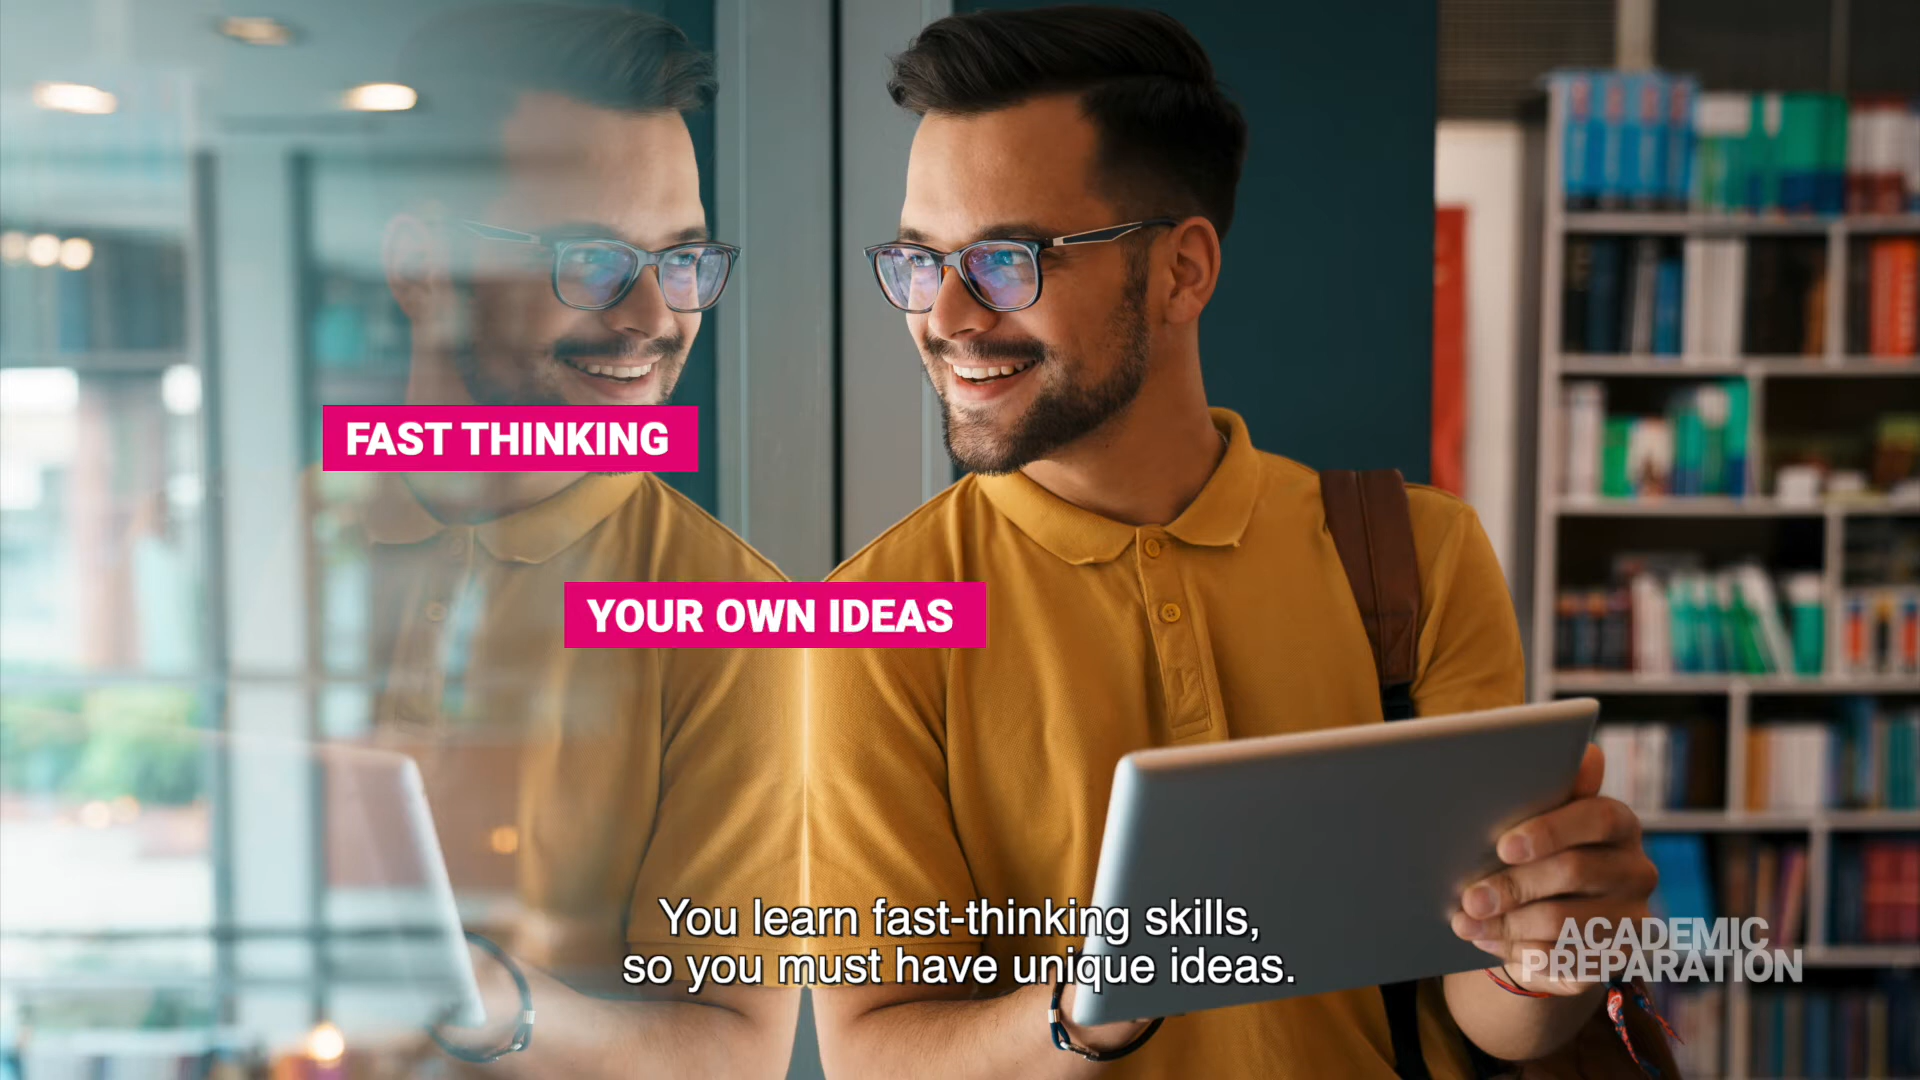 FAST THINKING
YOUR OWN IDEAS
You learn fast-thinking skills,
so you must have unique ideas.
ACADEMIC
PREPARATION